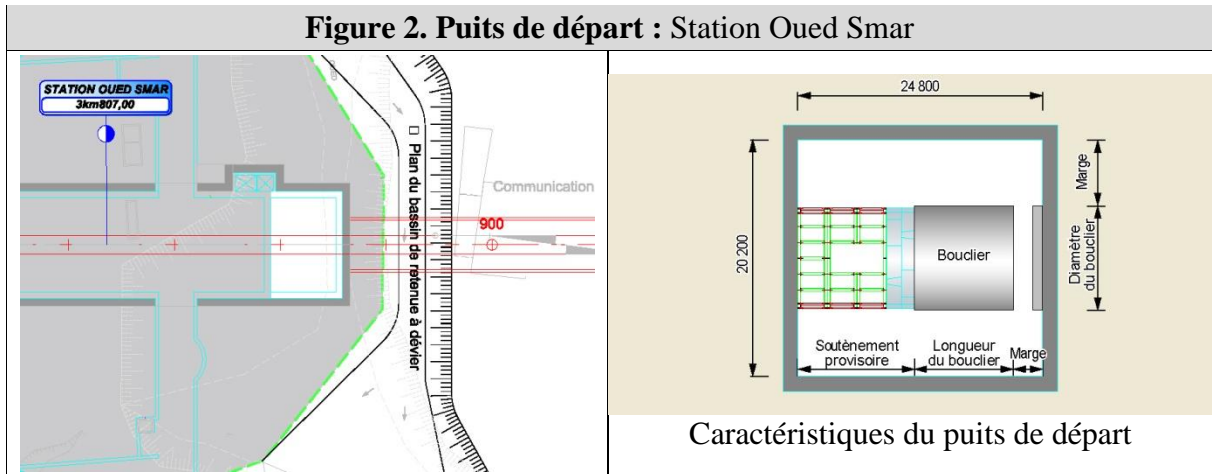 Figure 2. Puits de départ : Station Oued Smar
STATION OUED SMAR
3km807,00
Plan du bassin de retenue à dévier
Communication
900
24 800
20 200
Marge
Diamètre
du bouclier
Bouclier
Soutènement
provisoire
Longueur
du bouclier
Marge
Caractéristiques du puits de départ